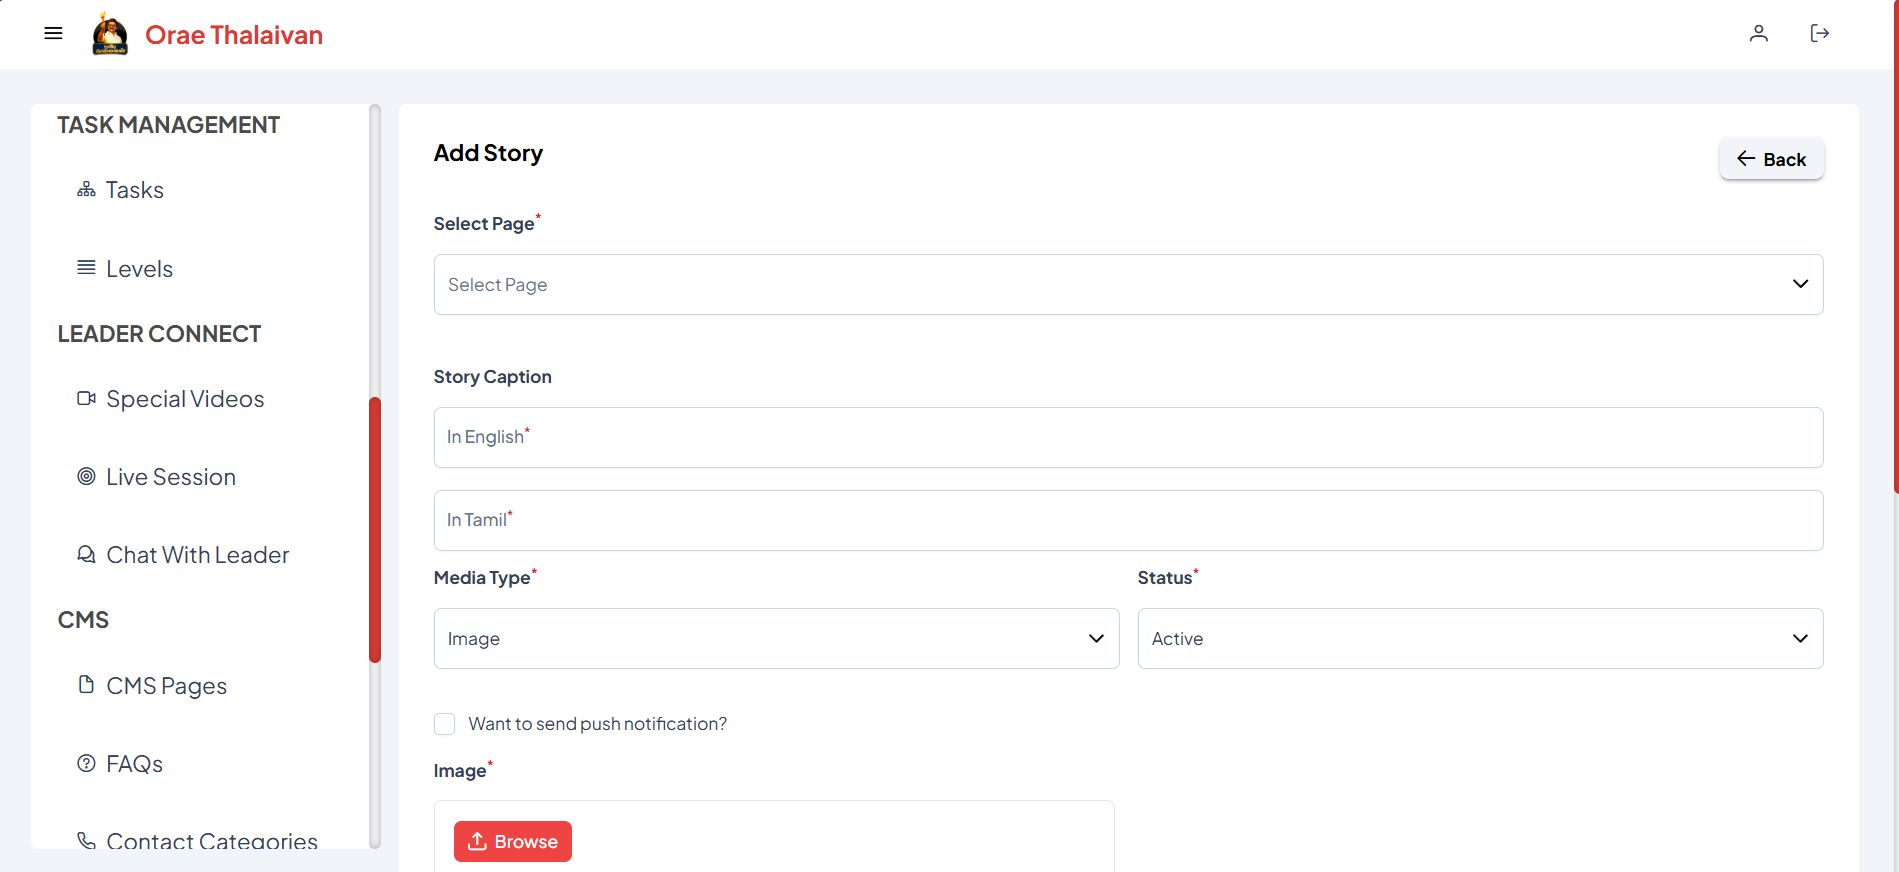 Orae Thalaivan
TASK MANAGEMENT
Tasks
Levels
LEADER CONNECT
Special Videos
Live Session
Chat With Leader
CMS
CMS Pages
FAQs
Contact Categories
Add Story
Back
Select Page*
Select Page
Story Caption
In English*
In Tamil*
Media Type*
Status*
Image
Active
Want to send push notification?
Image*
Browse